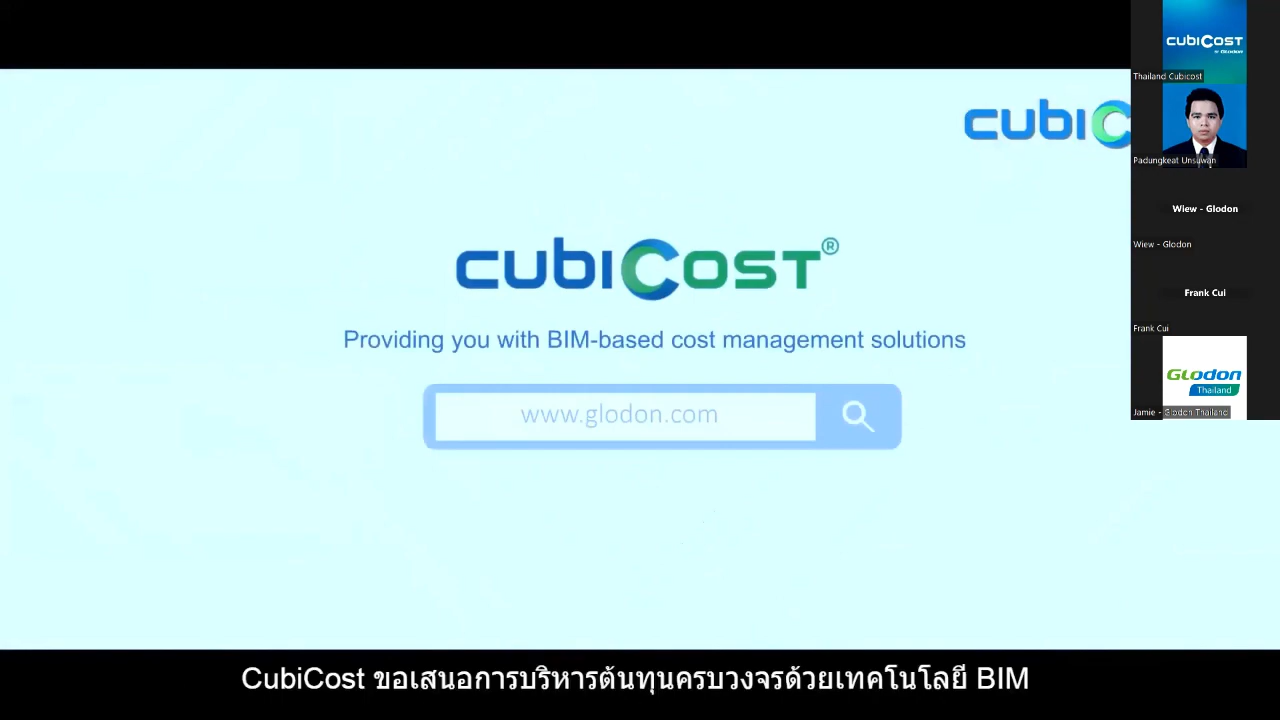 cubiC
cubiCost®
Providing you with BIM-based cost management solutions
www.glodon.com
CubiCost ขอเสนอการบริหารต้นทุนครบวงจรด้วยเทคโนโลยี BIM
cubiCost
BY GLODON
Thailand Cubicost
Padungkeat Unsuwan
Wiew - Glodon
Wiew - Glodon
Frank Cui
Frank Cui
GLODON
Thailand
Jamie - Glodon Thailand